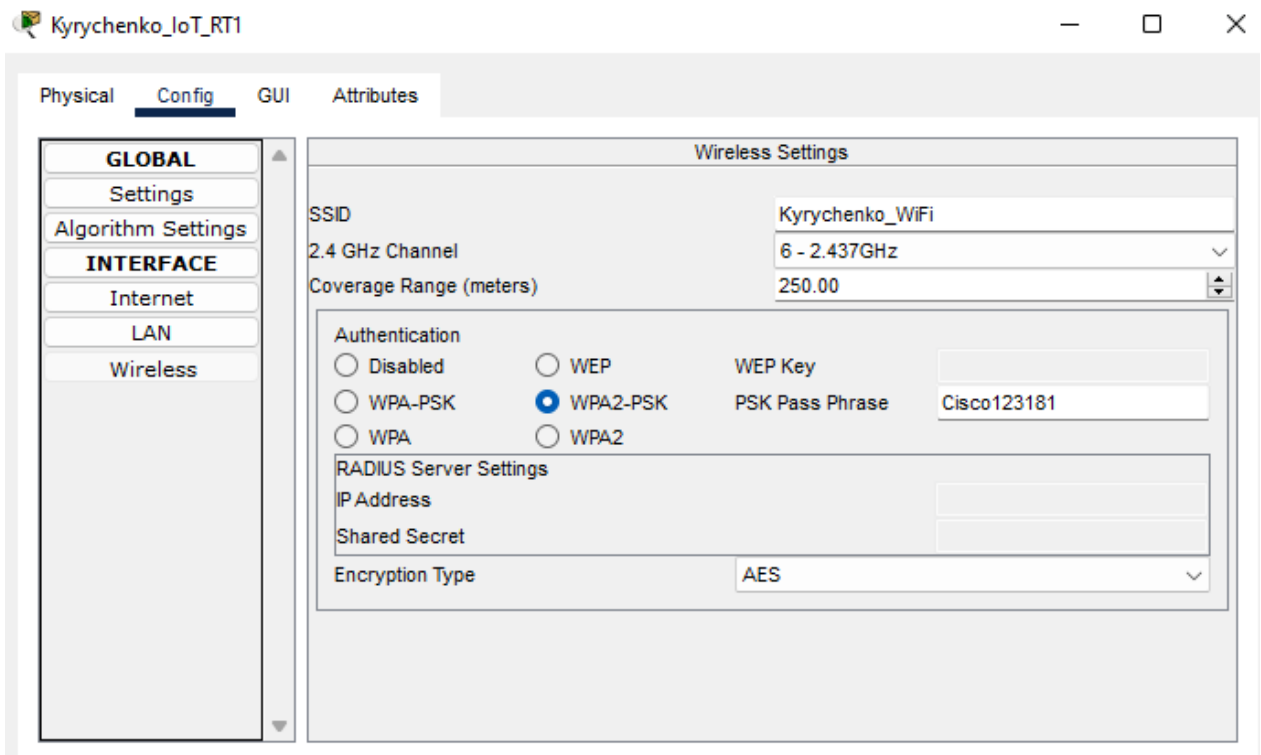 Kyrychenko_IoT_RT1
Physical Config GUI Attributes
GLOBAL
Settings
Algorithm Settings
INTERFACE
Internet
LAN
Wireless
Wireless Settings
SSID Kyrychenko_WiFi
2.4 GHz Channel 6 - 2.437GHz
Coverage Range (meters) 250.00
Authentication
Disabled WEP WEP Key
WPA-PSK WPA2-PSK PSK Pass Phrase Cisco123181
WPA WPA2
RADIUS Server Settings
IP Address
Shared Secret
Encryption Type AES